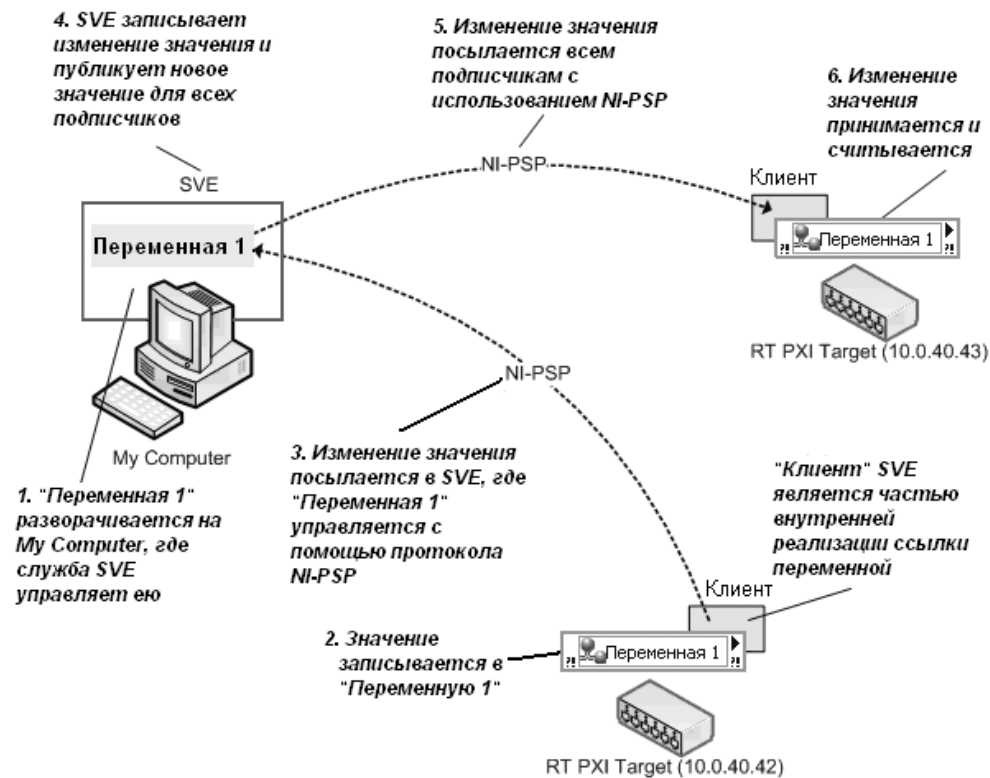 4. SVE записывает
изменение значения и
публикует новое
значение для всех
подписчиков
5. Изменение значения
посылается всем
подписчикам с
использованием NI-PSP
6. Изменение
значения
принимается и
считывается
SVE
NI-PSP
Клиент
Переменная 1
?!
Переменная 1
?!
RT PXI Target (10.0.40.43)
NI-PSP
My Computer
1. "Переменная 1"
разворачивается на
My Computer, где
служба SVE
управляет ею
3. Изменение значения
посылается в SVE, где
"Переменная 1"
управляется с
помощью протокола
NI-PSP
"Клиент" SVE
является частью
внутренней
реализации ссылки
переменной
Клиент
2. Значение
записывается в
"Переменную 1"
?!
Переменная 1
?!
RT PXI Target (10.0.40.42)